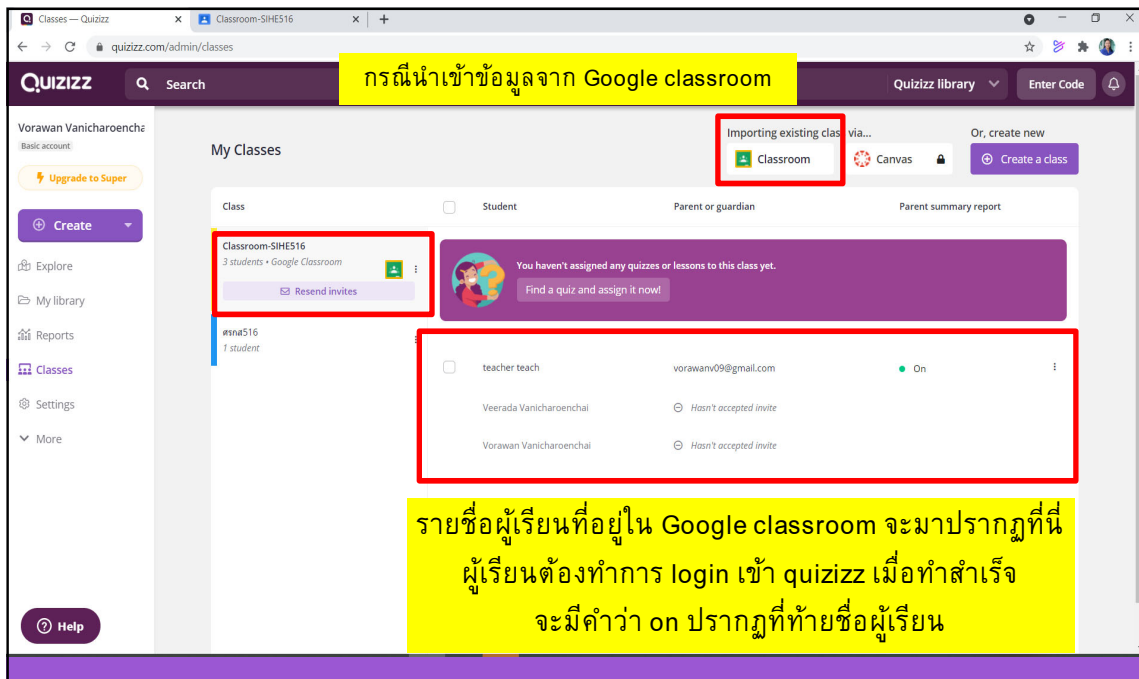 Classes — Quizizz
Classroom-SIHE516
quizizz.com/admin/classes
กรณีนำเข้าข้อมูลจาก Google classroom
QUIZIZZ
Search
Quizizz library
Enter Code
Vorawan Vanicharoencha
Basic account
Upgrade to Super
Create
Explore
My library
Reports
Classes
Settings
More
Help
My Classes
Importing existing class via...
Classroom
Canvas
Or, create new
Create a class
Class
Student
Parent or guardian
Parent summary report
Classroom-SIHE516
3 students • Google Classroom
Resend invites
ศรกส516
1 student
You haven't assigned any quizzes or lessons to this class yet.
Find a quiz and assign it now!
teacher teach
vorawanv09@gmail.com
On
Veerada Vanicharoenchai
Hasn't accepted invite
Vorawan Vanicharoenchai
Hasn't accepted invite
รายชื่อผู้เรียนที่อยู่ใน Google classroom จะมาปรากฏที่นี่
ผู้เรียนต้องทำการ login เข้า quizizz เมื่อทำสำเร็จ
จะมีคำว่า on ปรากฏที่ท้ายชื่อผู้เรียน